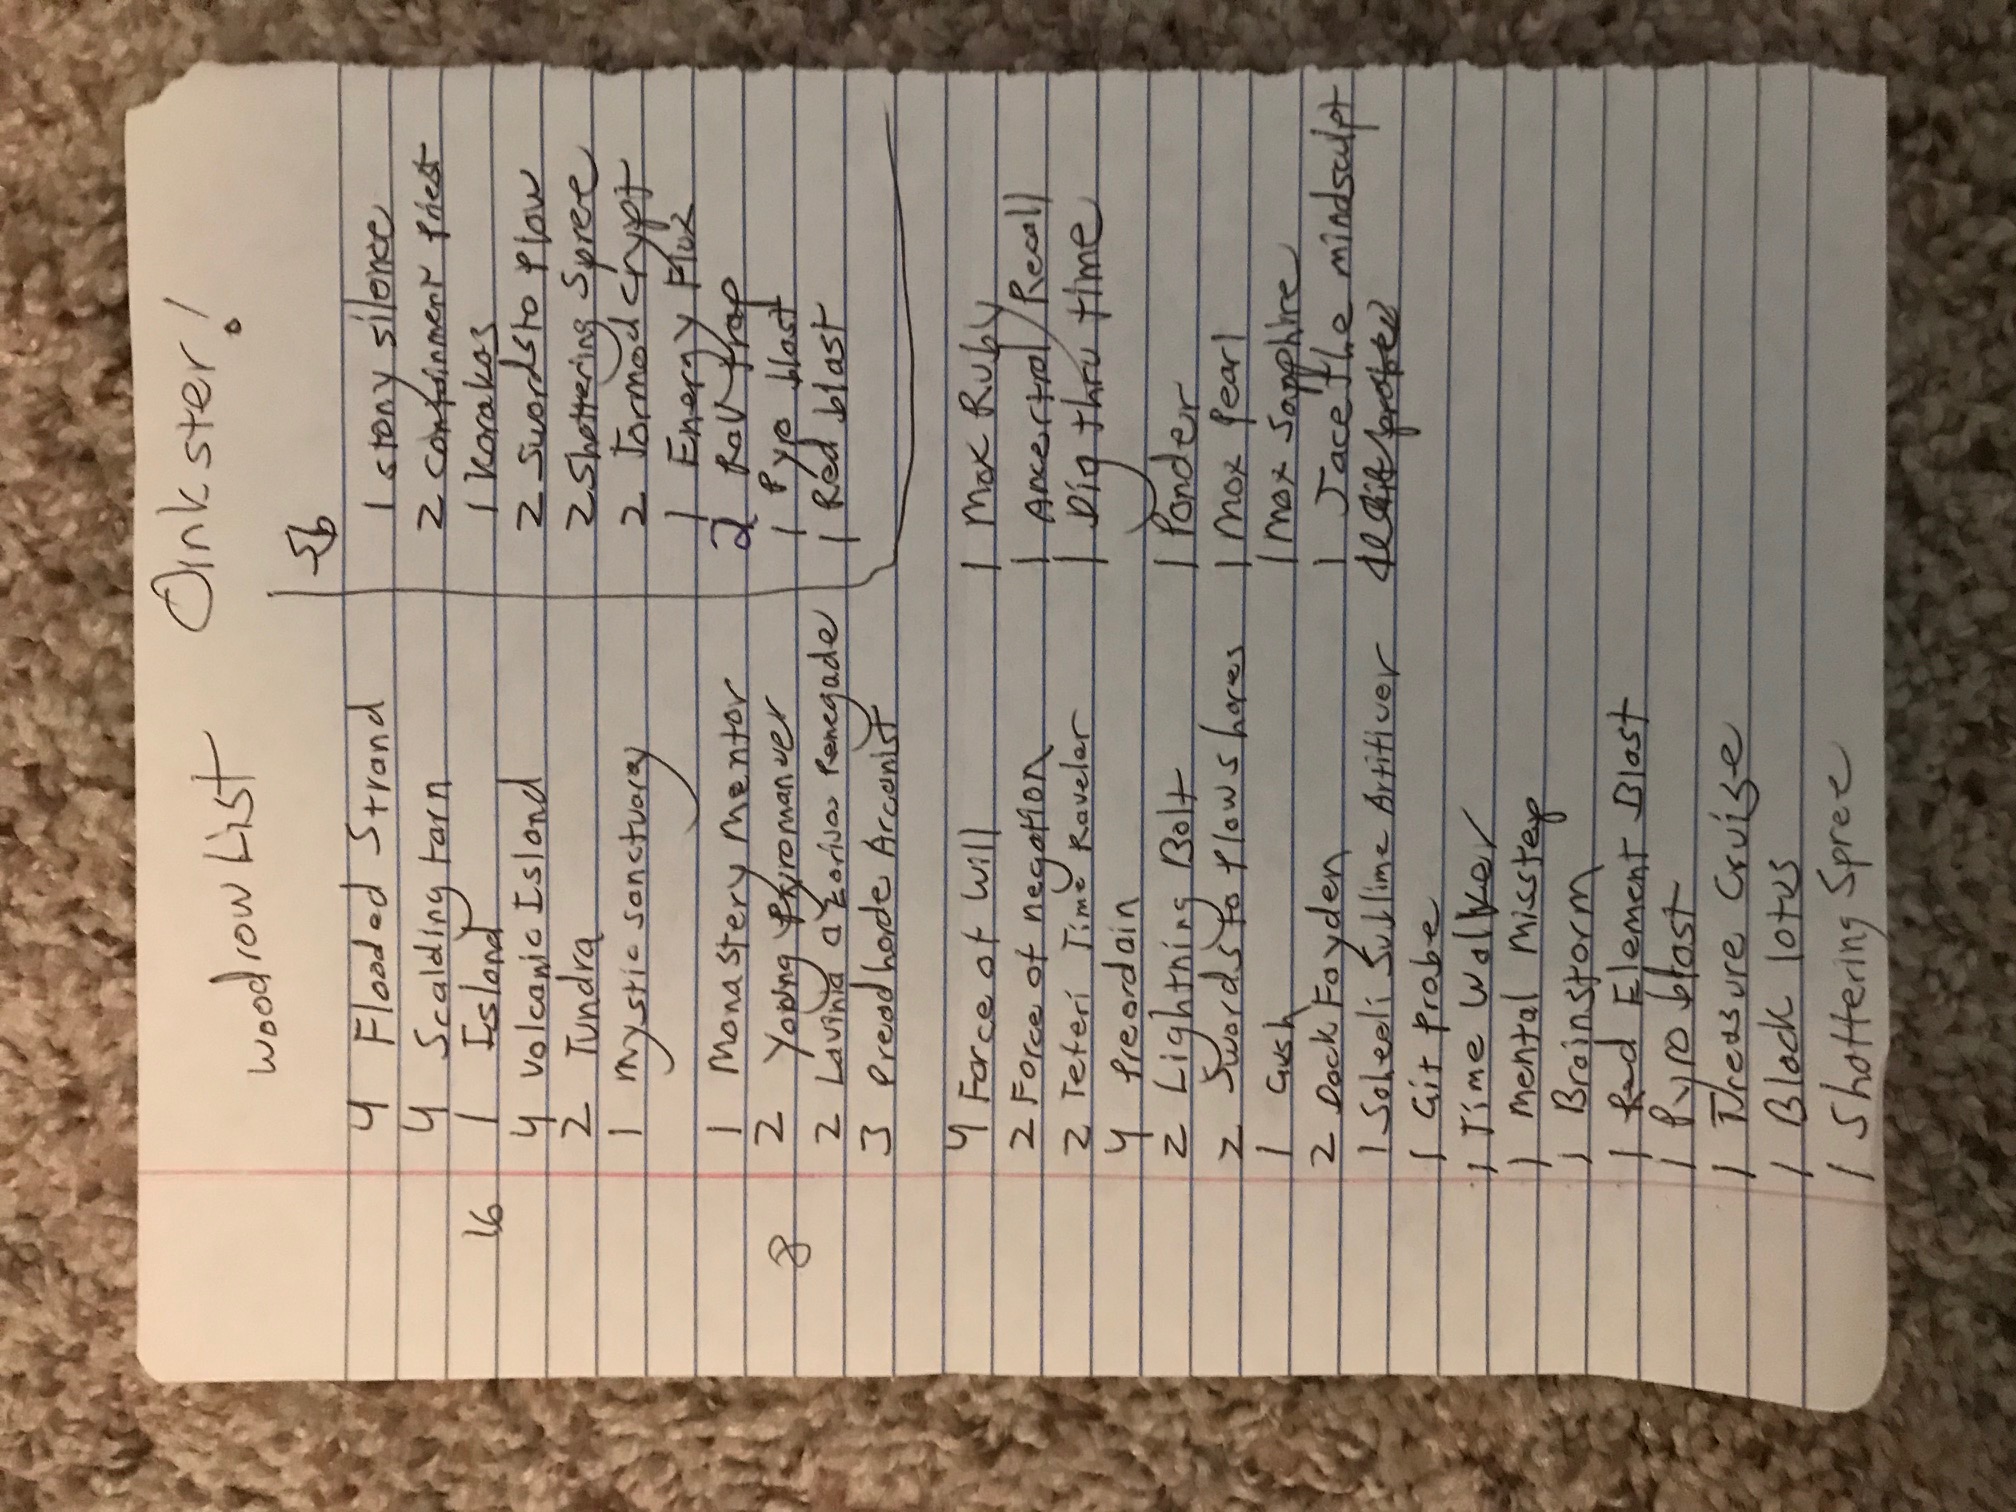 Oinkster!
Woodrow List
4 Flooded Strand
4 Scalding tarn
16
1 Island
4 Volcanic Island
2 Tundra
1 mystic sanctuary
1 Monastery Mentor
2 Young Pyromancer
8
2 Lavinia azorius Renegade
3 Dreadhorde Arcanist
Sb
1 stony silence
2 Containment Priest
1 Karakas
2 Swords to Plow
2 Shattering Spree
2 Tormod crypt
1 Energy Flux
2 Rav trap
1 Pyro blast
1 Red blast
4 Force of Will
2 Force of negation
2 Teferi Time Raveler
4 Preordain
2 Lightning Bolt
2 Swords to Plowshares
1 Gush
2 Dack Fayden
1 Saheeli Sublime Artificer
1 Git Probe
1 Time Walker
1 mental Misstep
1 Brainstorm
1 Red Element Blast
1 Pyro blast
1 Treasure Cruise
1 Black lotus
1 Shattering Spree
1 Mox Ruby
1 Ancestral Recall
1 Dig thru time
1 Ponder
1 Mox Pearl
1 Mox Sapphire
1 Jace the mindsculpt